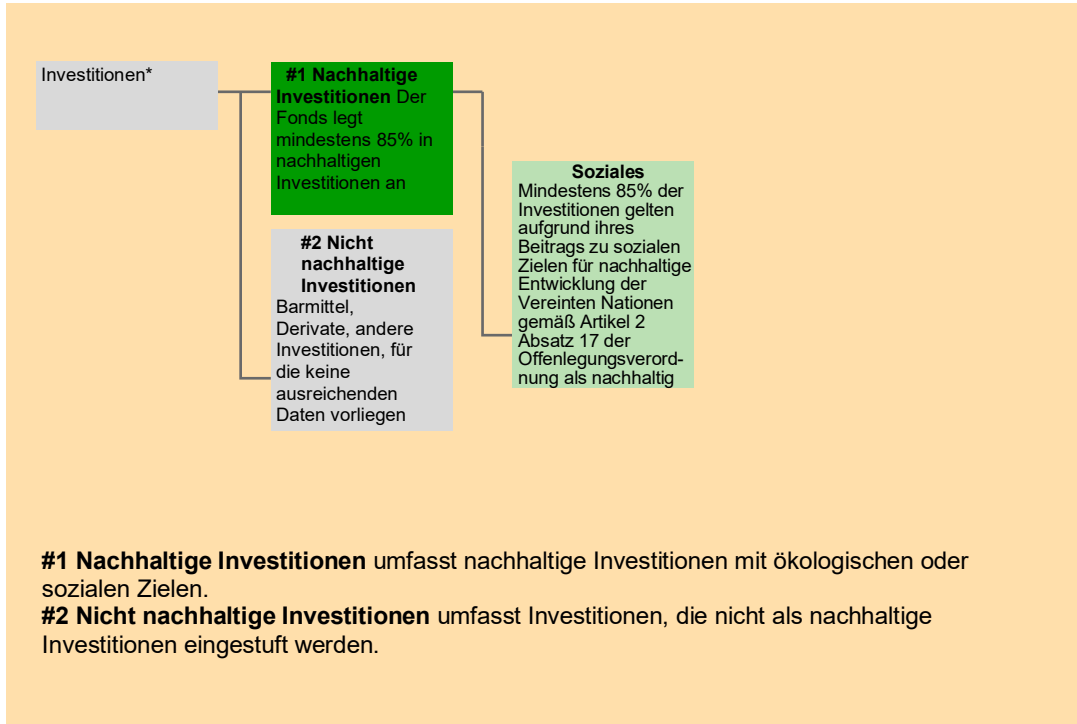 Investitionen*
#1 Nachhaltige
Investitionen Der
Fonds legt
mindestens 85% in
nachhaltigen
Investitionen an
#2 Nicht
nachhaltige
Investitionen
Barmittel,
Derivate, andere
Investitionen, für
die keine
ausreichenden
Daten vorliegen
Soziales
Mindestens 85% der
Investitionen gelten
aufgrund ihres
Beitrags zu sozialen
Zielen für nachhaltige
Entwicklung der
Vereinten Nationen
gemäß Artikel 2
Absatz 17 der
Offenlegungsverord-
nung als nachhaltig
#1 Nachhaltige Investitionen umfasst nachhaltige Investitionen mit ökologischen oder
sozialen Zielen.
#2 Nicht nachhaltige Investitionen umfasst Investitionen, die nicht als nachhaltige
Investitionen eingestuft werden.